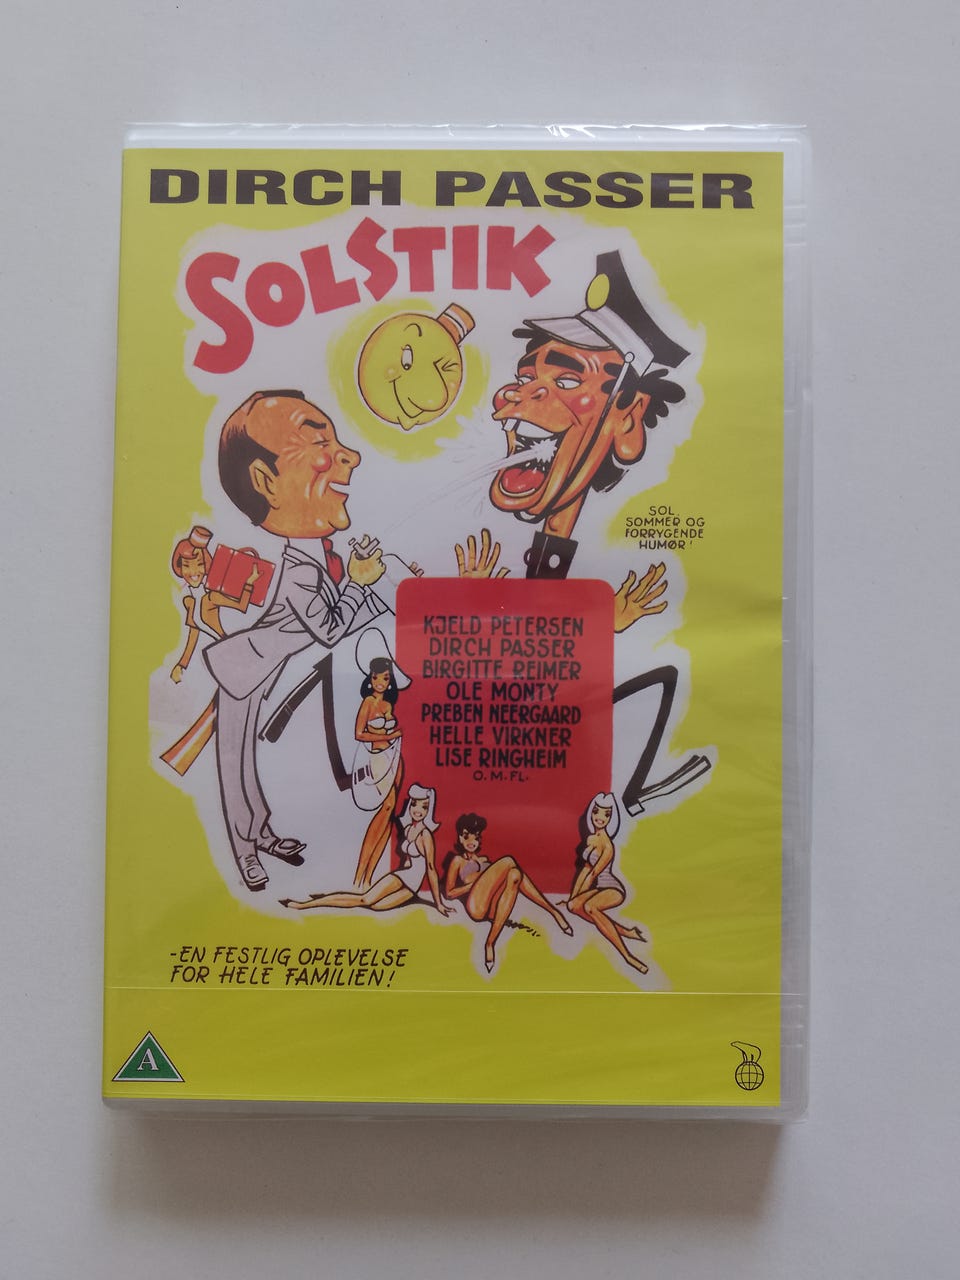 DIRCH PASSER
SOLSTIK
SOL,
SOMMER OG
FORRYGENDE
HUMØR!
KJELD PETERSEN
DIRCH PASSER
BIRGITTE REIMER
OLE MONTY
PREBEN NEERGAARD
HELLE VIRKNER
LISE RINGHEIM
O.M.FL.
-EN FESTLIG OPLEVELSE
FOR HELE FAMILIEN!
A